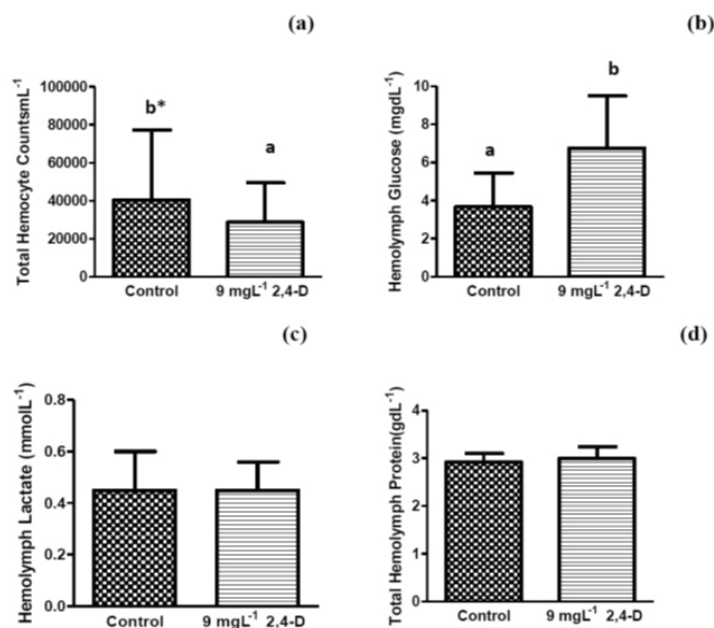 (a)
Total Hemocyte CountsmL⁻¹
100000
80000
60000
40000
20000
0
b*
a
Control
9 mgL⁻¹ 2,4-D
(b)
Hemolymph Glucose (mgdL⁻¹)
10
8
6
4
2
0
a
b
Control
9 mgL⁻¹ 2,4-D
(c)
Hemolymph Lactate (mmolL⁻¹)
0.8
0.6
0.4
0.2
0.0
Control
9 mgL⁻¹ 2,4-D
(d)
Total Hemolymph Protein(gdL⁻¹)
4
3
2
1
0
Control
9 mgL⁻¹ 2,4-D